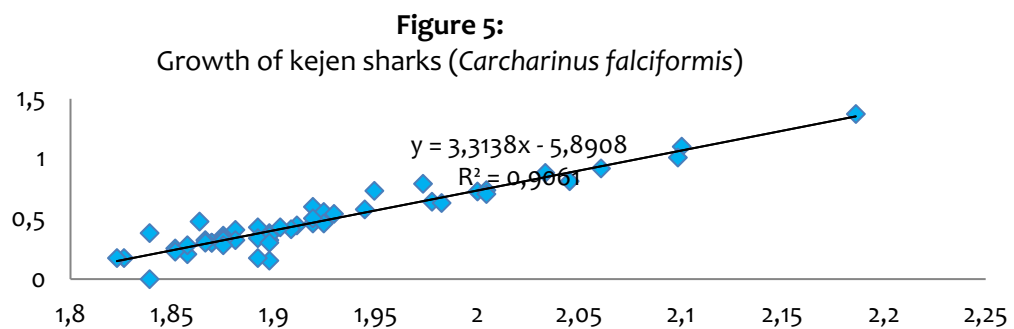 Figure 5:
Growth of kejen sharks (Carcharinus falciformis)
1,5
1
0,5
0
y = 3,3138x - 5,8908
R² = 0,9061
1,8 1,85 1,9 1,95 2 2,05 2,1 2,15 2,2 2,25